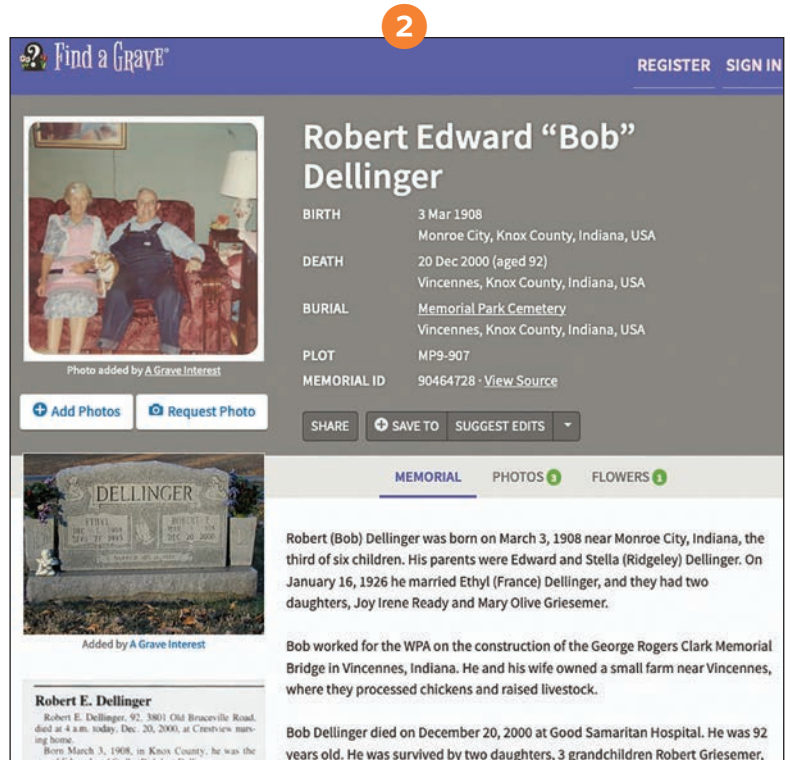 2
Find a GRAVE®
REGISTER SIGN IN
Robert Edward “Bob”
Dellinger
BIRTH 3 Mar 1908
Monroe City, Knox County, Indiana, USA
DEATH 20 Dec 2000 (aged 92)
Vincennes, Knox County, Indiana, USA
BURIAL Memorial Park Cemetery
Vincennes, Knox County, Indiana, USA
PLOT MP9-907
MEMORIAL ID 90464728 · View Source
Photo added by A Grave Interest
Add Photos Request Photo
SHARE SAVE TO SUGGEST EDITS
MEMORIAL PHOTOS 3 FLOWERS 1
DELLINGER
ETHYL
ROBERT E.
DEC 20 2000
Added by A Grave Interest
Robert (Bob) Dellinger was born on March 3, 1908 near Monroe City, Indiana, the
third of six children. His parents were Edward and Stella (Ridgeley) Dellinger. On
January 16, 1926 he married Ethyl (France) Dellinger, and they had two
daughters, Joy Irene Ready and Mary Olive Griesemer.
Bob worked for the WPA on the construction of the George Rogers Clark Memorial
Bridge in Vincennes, Indiana. He and his wife owned a small farm near Vincennes,
where they processed chickens and raised livestock.
Bob Dellinger died on December 20, 2000 at Good Samaritan Hospital. He was 92
years old. He was survived by two daughters, 3 grandchildren Robert Griesemer,
Robert E. Dellinger
Robert E. Dellinger, 92, 3801 Old Bruceville Road,
died at 4 a.m. today, Dec. 20, 2000, at Crestview nurs-
ing home.
Born March 3, 1908, in Knox County, he was the